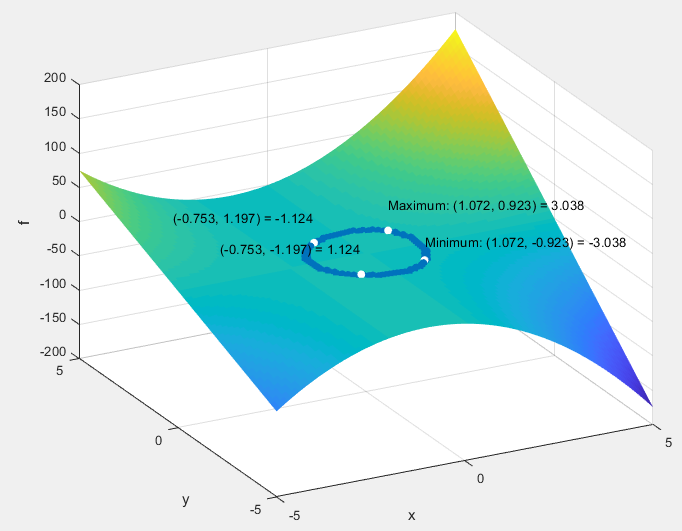 200
150
100
50
0
-50
-100
-150
-200
f
Maximum: (1.072, 0.923) = 3.038
(-0.753, 1.197) = -1.124
Minimum: (1.072, -0.923) = -3.038
(-0.753, -1.197) = 1.124
5
0
-5
y
-5
0
5
x